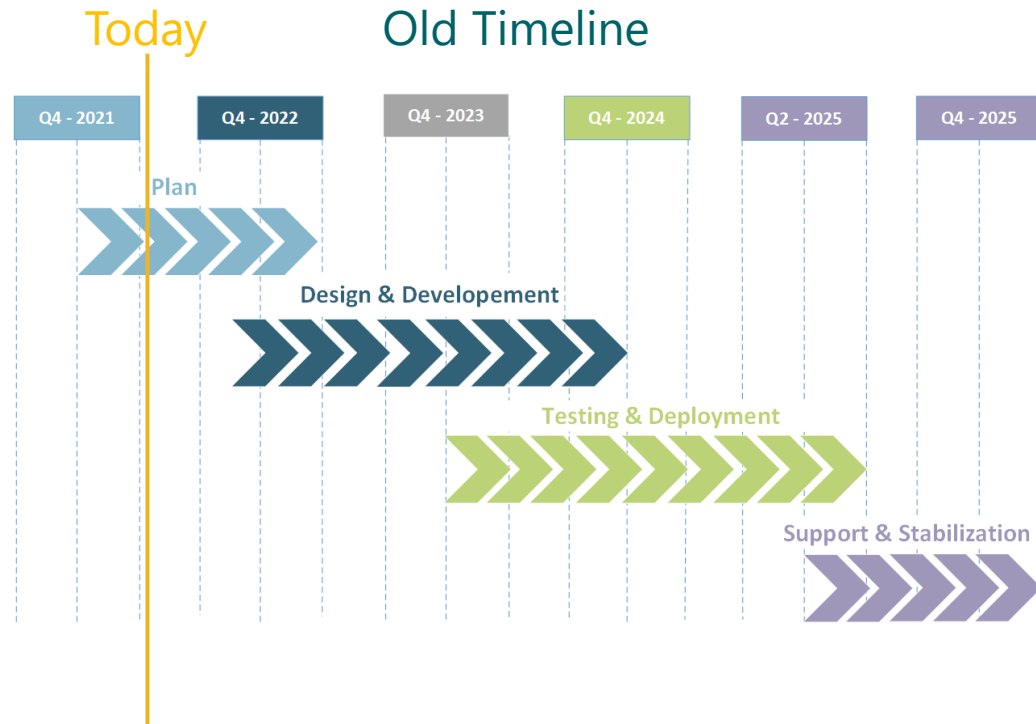 Today
Old Timeline
Q4 - 2021
Q4 - 2022
Q4 - 2023
Q4 - 2024
Q2 - 2025
Q4 - 2025
Plan
Design & Developement
Testing & Deployment
Support & Stabilization